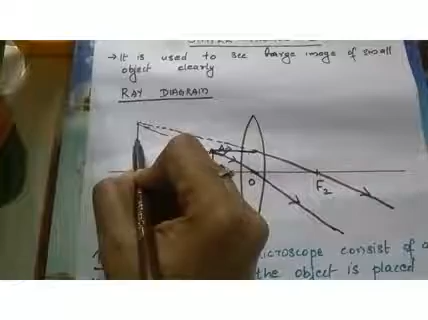 → It is used to see large image of small
object clearly
RAY DIAGRAM
O
F2
MICROSCOPE consist of a
the object is placed